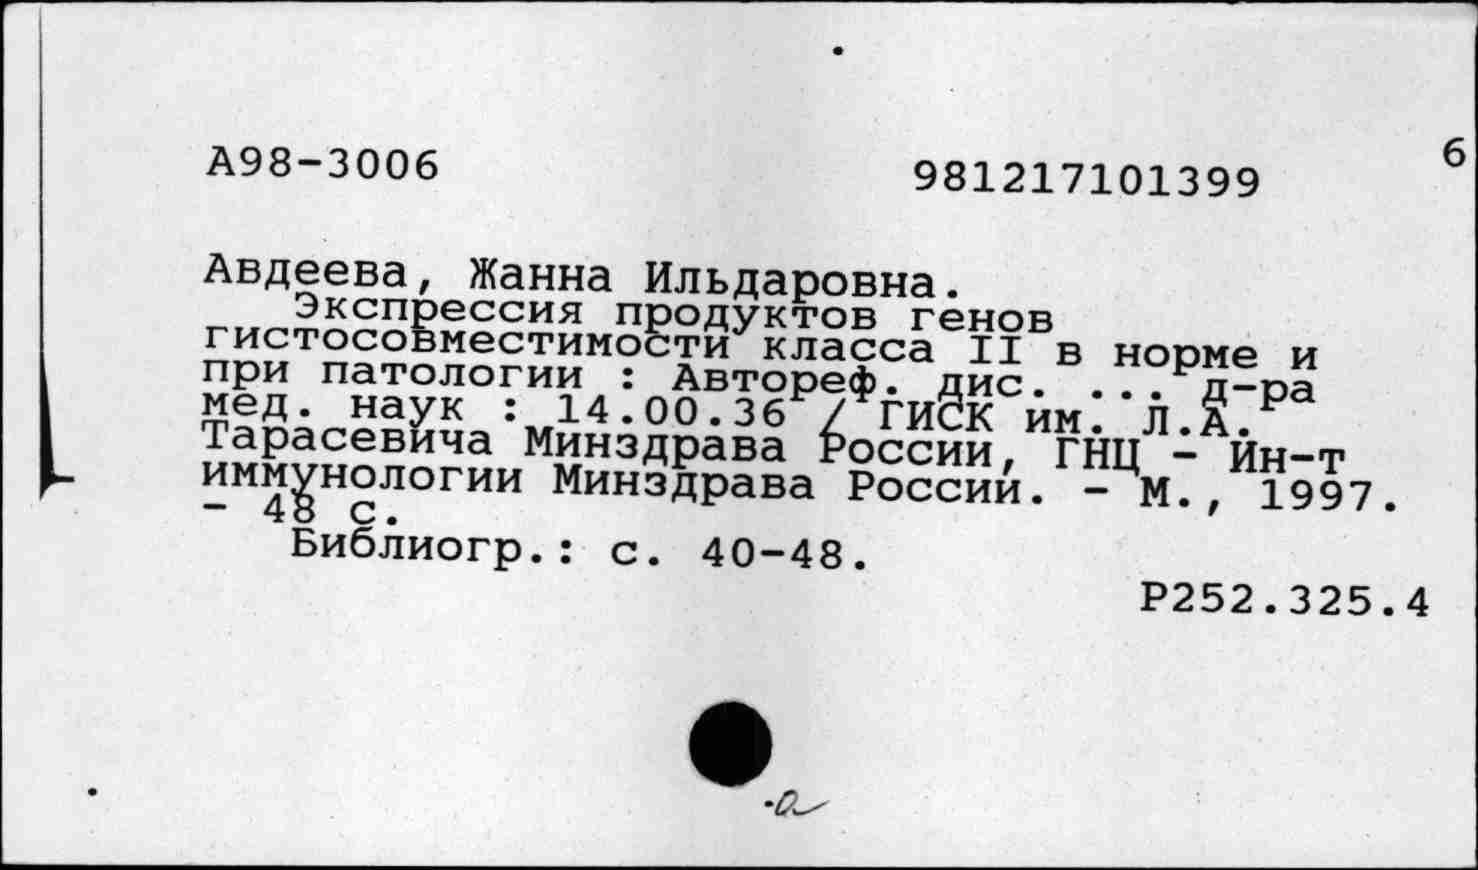 А98-3006
981217101399
6
Авдеева, Жанна Ильдаровна.
Экспрессия продуктов генов
гистосовместимости класса II в норме и
при патологии : Автореф. дис. ... д-ра
мед. наук : 14.00.36 / ГИСК им. Л.А.
Тарасевича Минздрава России, ГНЦ - Ин-т
иммунологии Минздрава России. - М., 1997.
- 48 с.
Библиогр.: с. 40-48.
Р252.325.4